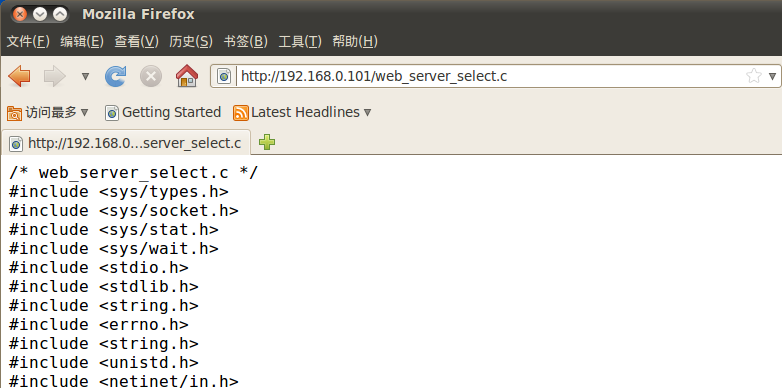 Mozilla Firefox
文件(F) 编辑(E) 查看(V) 历史(S) 书签(B) 工具(T) 帮助(H)
http://192.168.0.101/web_server_select.c
访问最多 Getting Started Latest Headlines
http://192.168.0...server_select.c
/* web_server_select.c */
#include <sys/types.h>
#include <sys/socket.h>
#include <sys/stat.h>
#include <sys/wait.h>
#include <stdio.h>
#include <stdlib.h>
#include <string.h>
#include <errno.h>
#include <string.h>
#include <unistd.h>
#include <netinet/in.h>